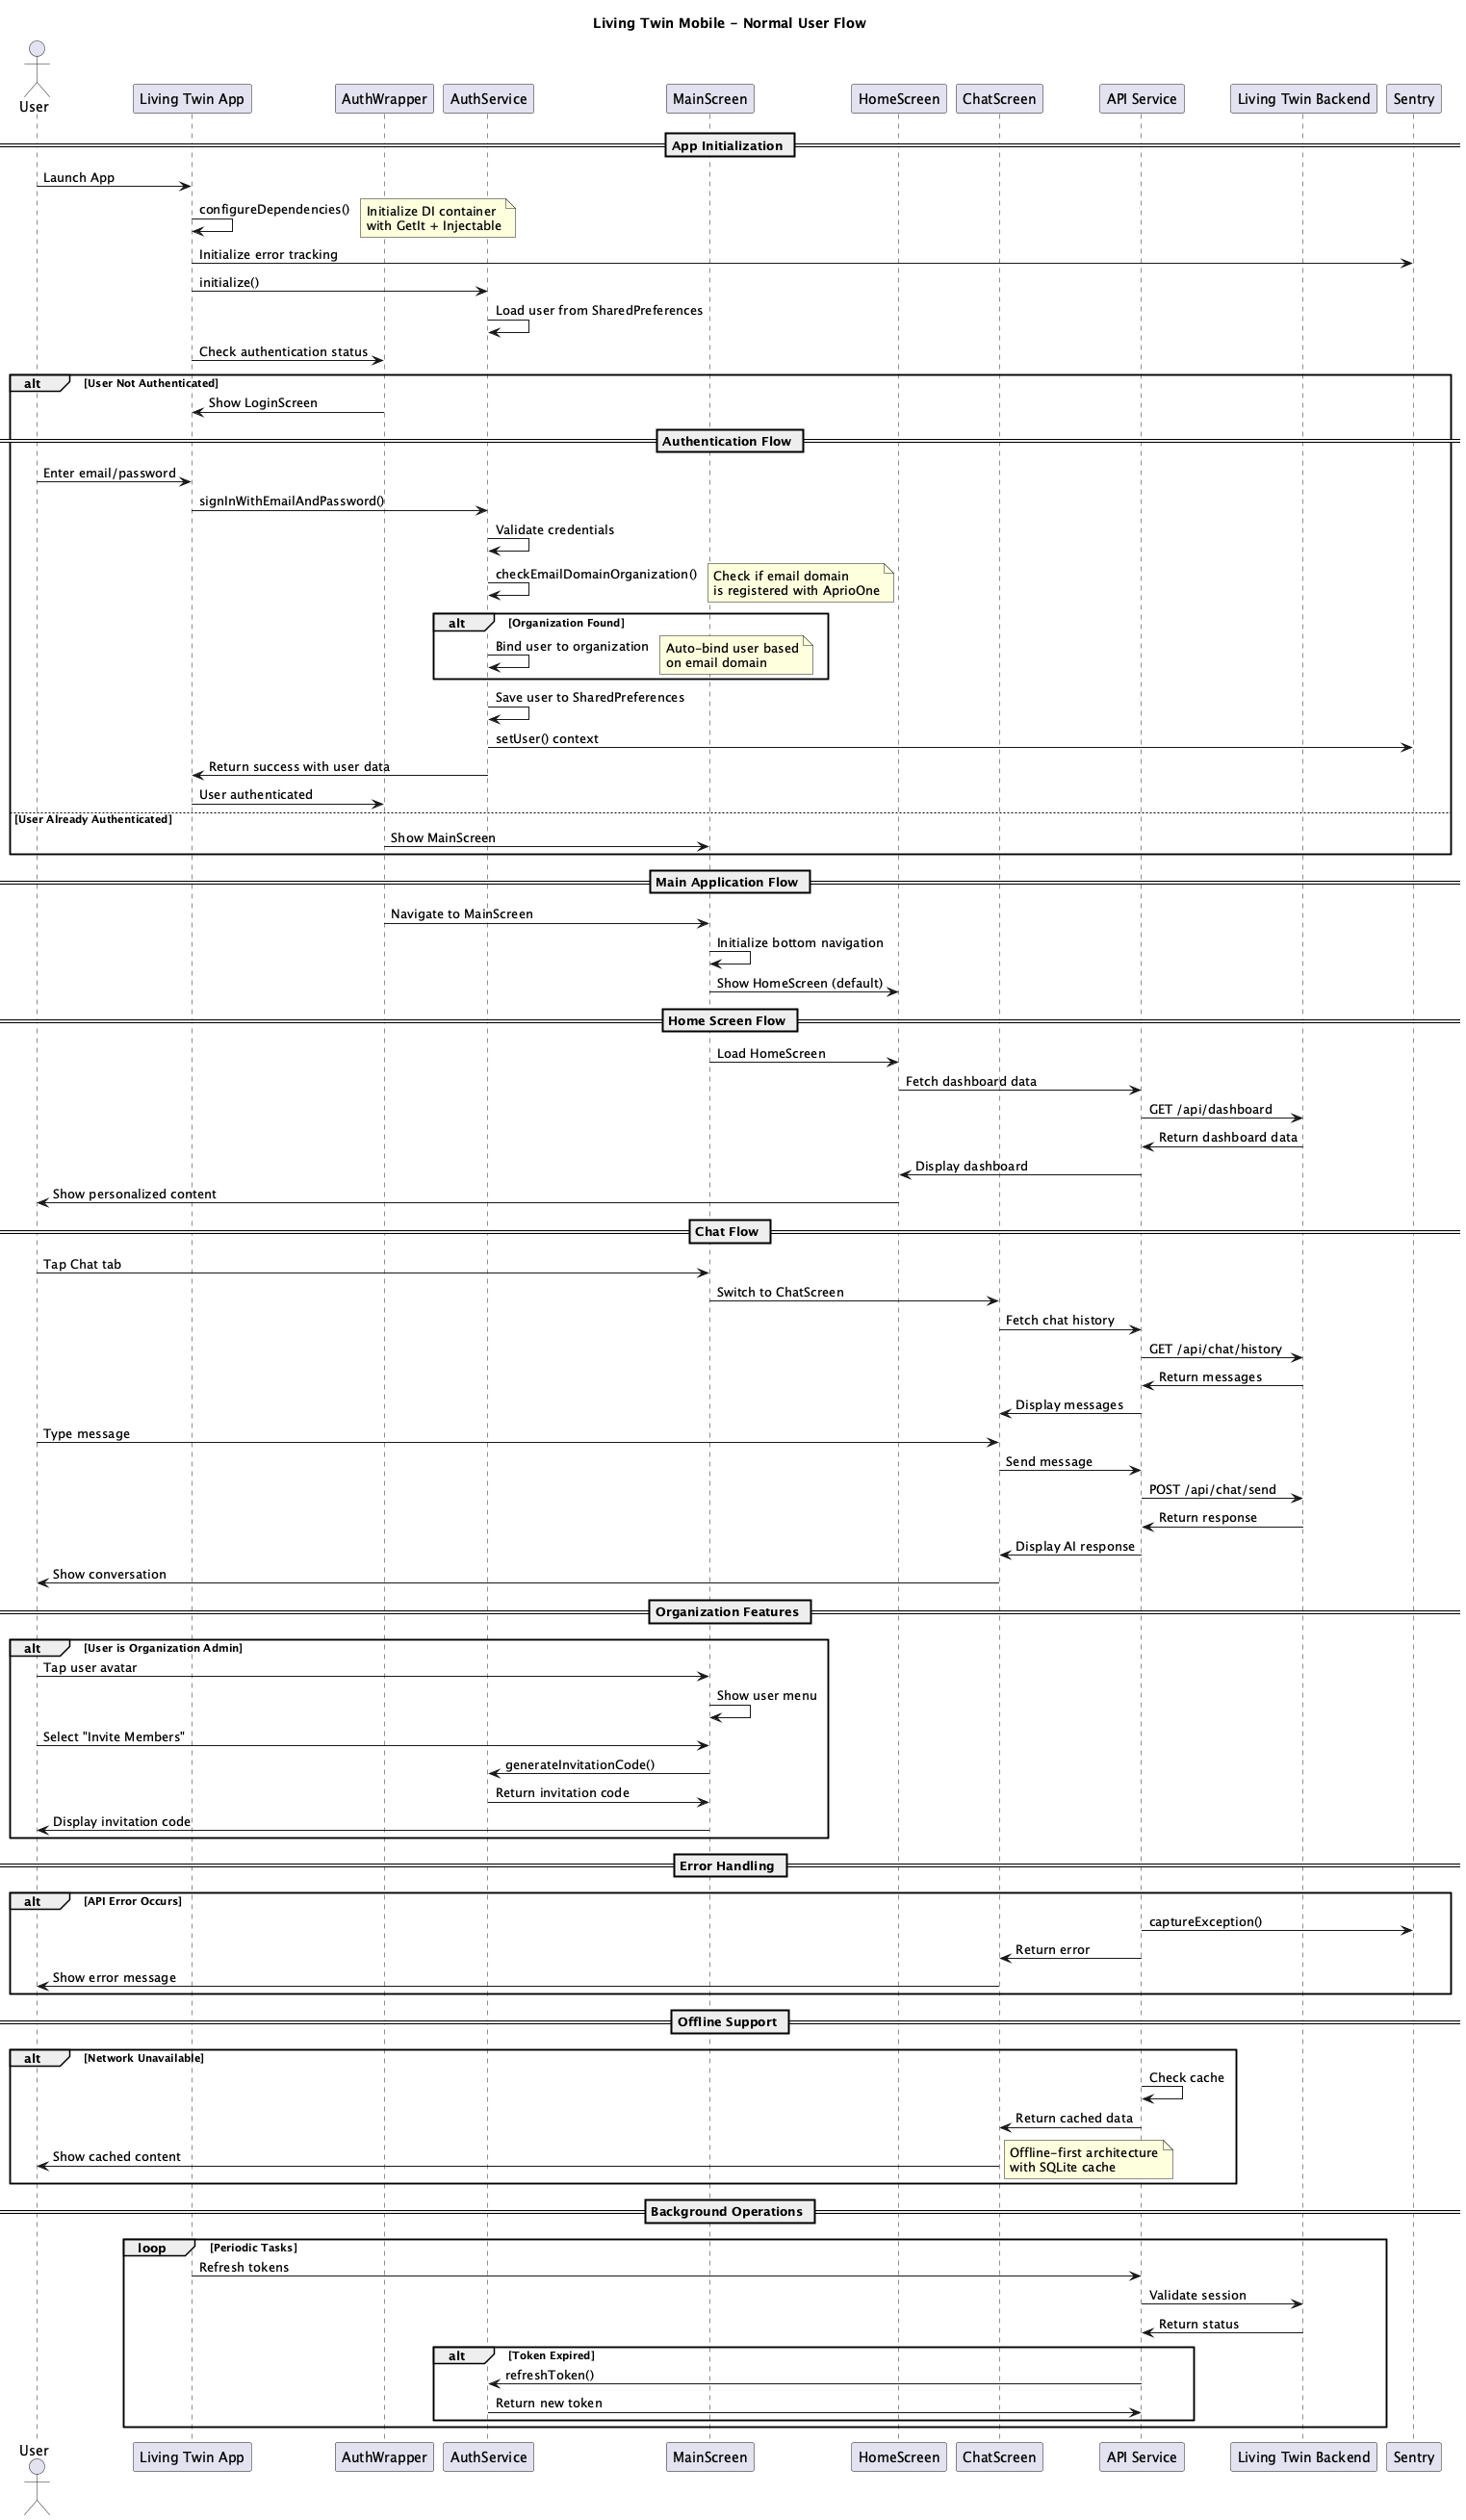 Living Twin Mobile - Normal User Flow
User
Living Twin App
AuthWrapper
AuthService
MainScreen
HomeScreen
ChatScreen
API Service
Living Twin Backend
Sentry
App Initialization
Launch App
configureDependencies()
Initialize DI container
with GetIt + Injectable
Initialize error tracking
initialize()
Load user from SharedPreferences
Check authentication status
alt
[User Not Authenticated]
Show LoginScreen
Authentication Flow
Enter email/password
signInWithEmailAndPassword()
Validate credentials
checkEmailDomainOrganization()
Check if email domain
is registered with AprioOne
alt
[Organization Found]
Bind user to organization
Auto-bind user based
on email domain
Save user to SharedPreferences
setUser() context
Return success with user data
User authenticated
[User Already Authenticated]
Show MainScreen
Main Application Flow
Navigate to MainScreen
Initialize bottom navigation
Show HomeScreen (default)
Home Screen Flow
Load HomeScreen
Fetch dashboard data
GET /api/dashboard
Return dashboard data
Display dashboard
Show personalized content
Chat Flow
Tap Chat tab
Switch to ChatScreen
Fetch chat history
GET /api/chat/history
Return messages
Display messages
Type message
Send message
POST /api/chat/send
Return response
Display AI response
Show conversation
Organization Features
alt
[User is Organization Admin]
Tap user avatar
Show user menu
Select "Invite Members"
generateInvitationCode()
Return invitation code
Display invitation code
Error Handling
alt
[API Error Occurs]
captureException()
Return error
Show error message
Offline Support
alt
[Network Unavailable]
Check cache
Return cached data
Show cached content
Offline-first architecture
with SQLite cache
Background Operations
loop
[Periodic Tasks]
Refresh tokens
Validate session
Return status
alt
[Token Expired]
refreshToken()
Return new token
User
Living Twin App
AuthWrapper
AuthService
MainScreen
HomeScreen
ChatScreen
API Service
Living Twin Backend
Sentry